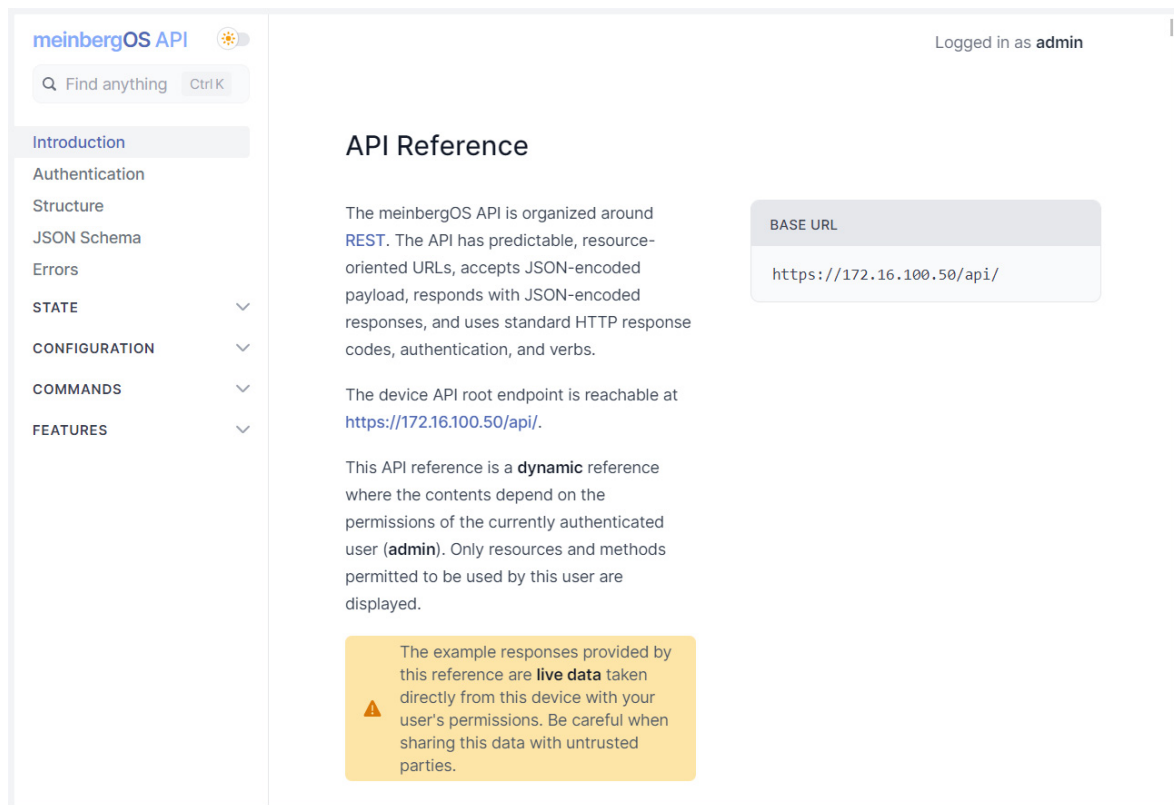 meinbergOS API
Find anything Ctrl K
Introduction
Authentication
Structure
JSON Schema
Errors
STATE
CONFIGURATION
COMMANDS
FEATURES
Logged in as admin
API Reference
The meinbergOS API is organized around
REST. The API has predictable, resource-
oriented URLs, accepts JSON-encoded
payload, responds with JSON-encoded
responses, and uses standard HTTP response
codes, authentication, and verbs.
The device API root endpoint is reachable at
https://172.16.100.50/api/.
This API reference is a dynamic reference
where the contents depend on the
permissions of the currently authenticated
user (admin). Only resources and methods
permitted to be used by this user are
displayed.
The example responses provided by
this reference are live data taken
directly from this device with your
user's permissions. Be careful when
sharing this data with untrusted
parties.
BASE URL
https://172.16.100.50/api/